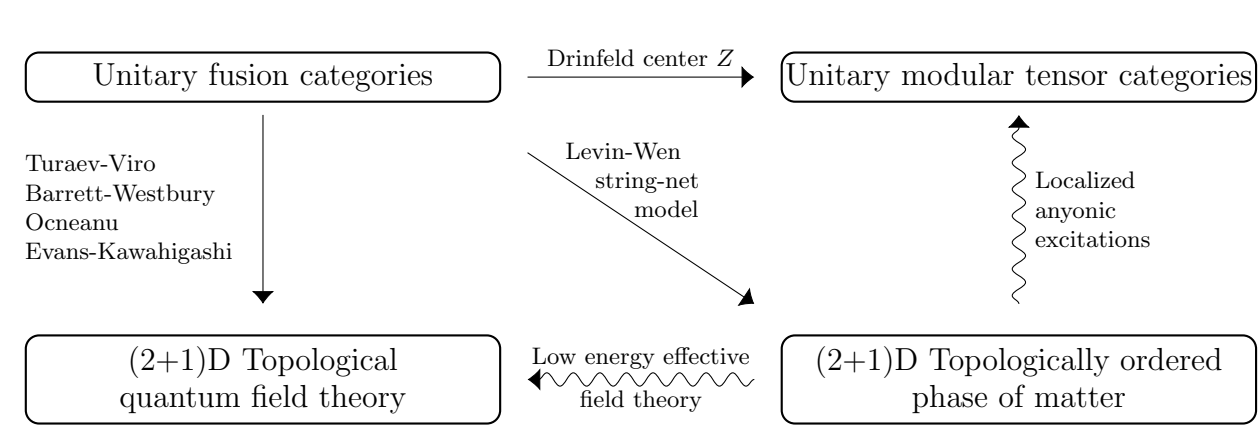 Unitary fusion categories
Drinfeld center Z
Unitary modular tensor categories
Turaev-Viro
Barrett-Westbury
Ocneanu
Evans-Kawahigashi
Levin-Wen
string-net
model
Localized
anyonic
excitations
(2+1)D Topological
quantum field theory
Low energy effective
field theory
(2+1)D Topologically ordered
phase of matter